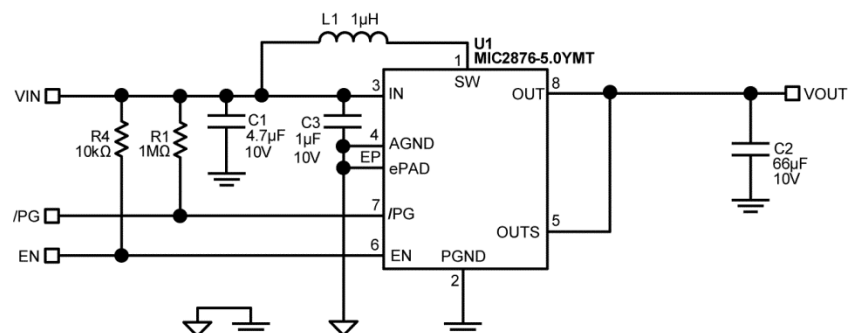 L1 1µH
U1
MIC2876-5.0YMT
1
SW
VIN
3
IN
OUT
8
VOUT
R4
10kΩ
R1
1MΩ
C1
4.7µF
10V
C3
1µF
10V
4
AGND
EP
ePAD
C2
66µF
10V
/PG
7
/PG
OUTS
5
EN
6
EN
PGND
2